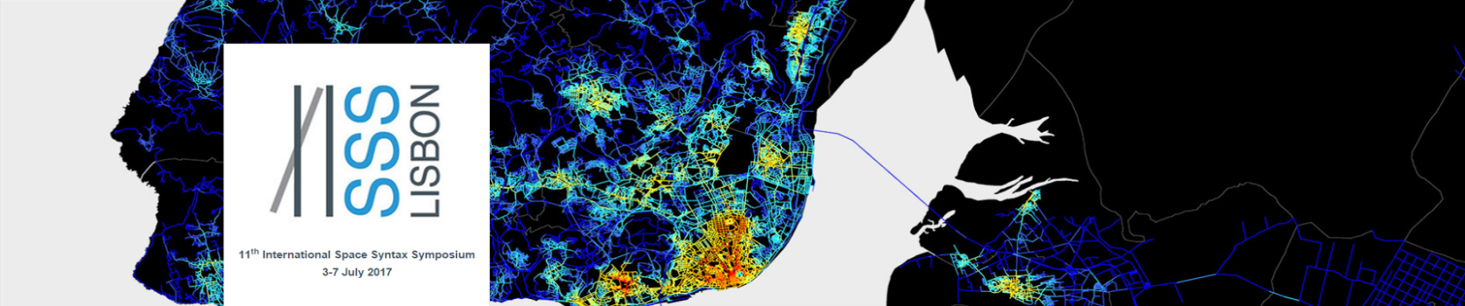 SSS
LISBON
11th International Space Syntax Symposium
3-7 July 2017